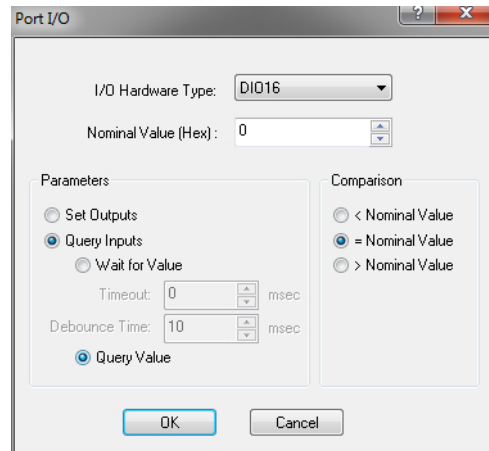 Port I/O
?
I/O Hardware Type: DIO16
Nominal Value (Hex) : 0
Parameters
Set Outputs
Query Inputs
Wait for Value
Timeout: 0 msec
Debounce Time: 10 msec
Query Value
Comparison
< Nominal Value
= Nominal Value
> Nominal Value
OK
Cancel